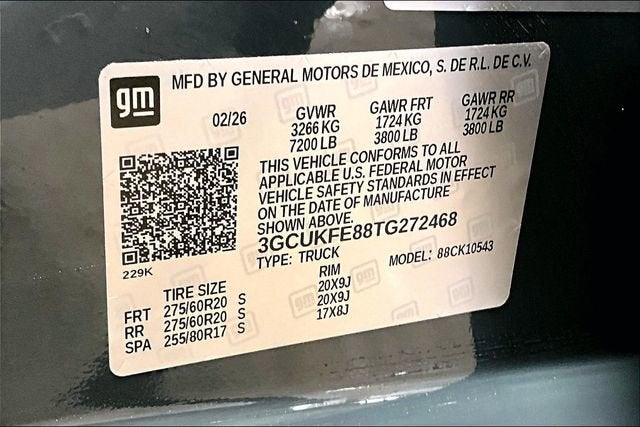 gm
MFD BY GENERAL MOTORS DE MEXICO, S. DE R.L. DE C.V.
02/26
GVWR GAWR FRT GAWR RR
3266 KG 1724 KG 1724 KG
7200 LB 3800 LB 3800 LB
THIS VEHICLE CONFORMS TO ALL
APPLICABLE U.S. FEDERAL MOTOR
VEHICLE SAFETY STANDARDS IN EFFECT
ON THE DATE OF MANUFACTURE
SHOWN ABOVE.
3GCUKFE88TG272468
TYPE: TRUCK MODEL: 88CK10543
229K
TIRE SIZE RIM
FRT 275/60R20 S 20X9J
RR 275/60R20 S 20X9J
SPA 255/80R17 S 17X8J